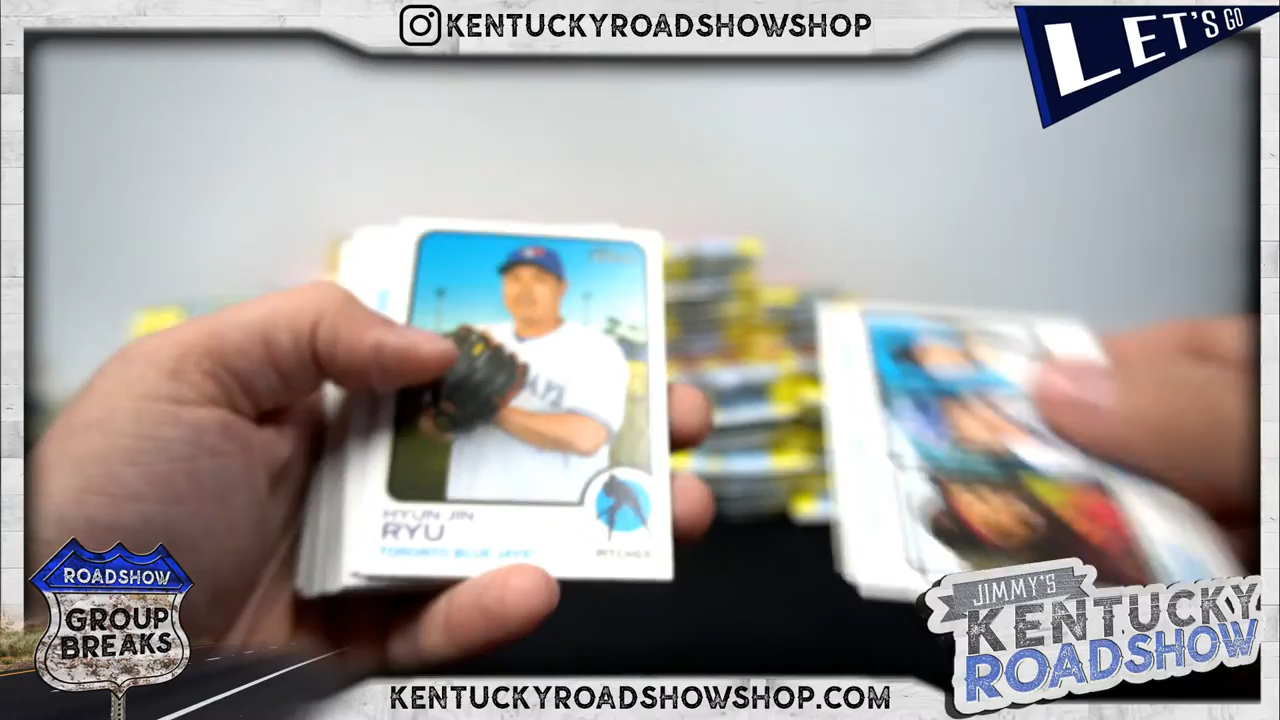 KENTUCKYROADSHOWSHOP
LET'S GO
HYUN JIN
RYU
TORONTO BLUE JAYS
PITCHER
ROADSHOW
GROUP
BREAKS
JIMMY'S
KENTUCKY
ROADSHOW
KENTUCKYROADSHOWSHOP.COM